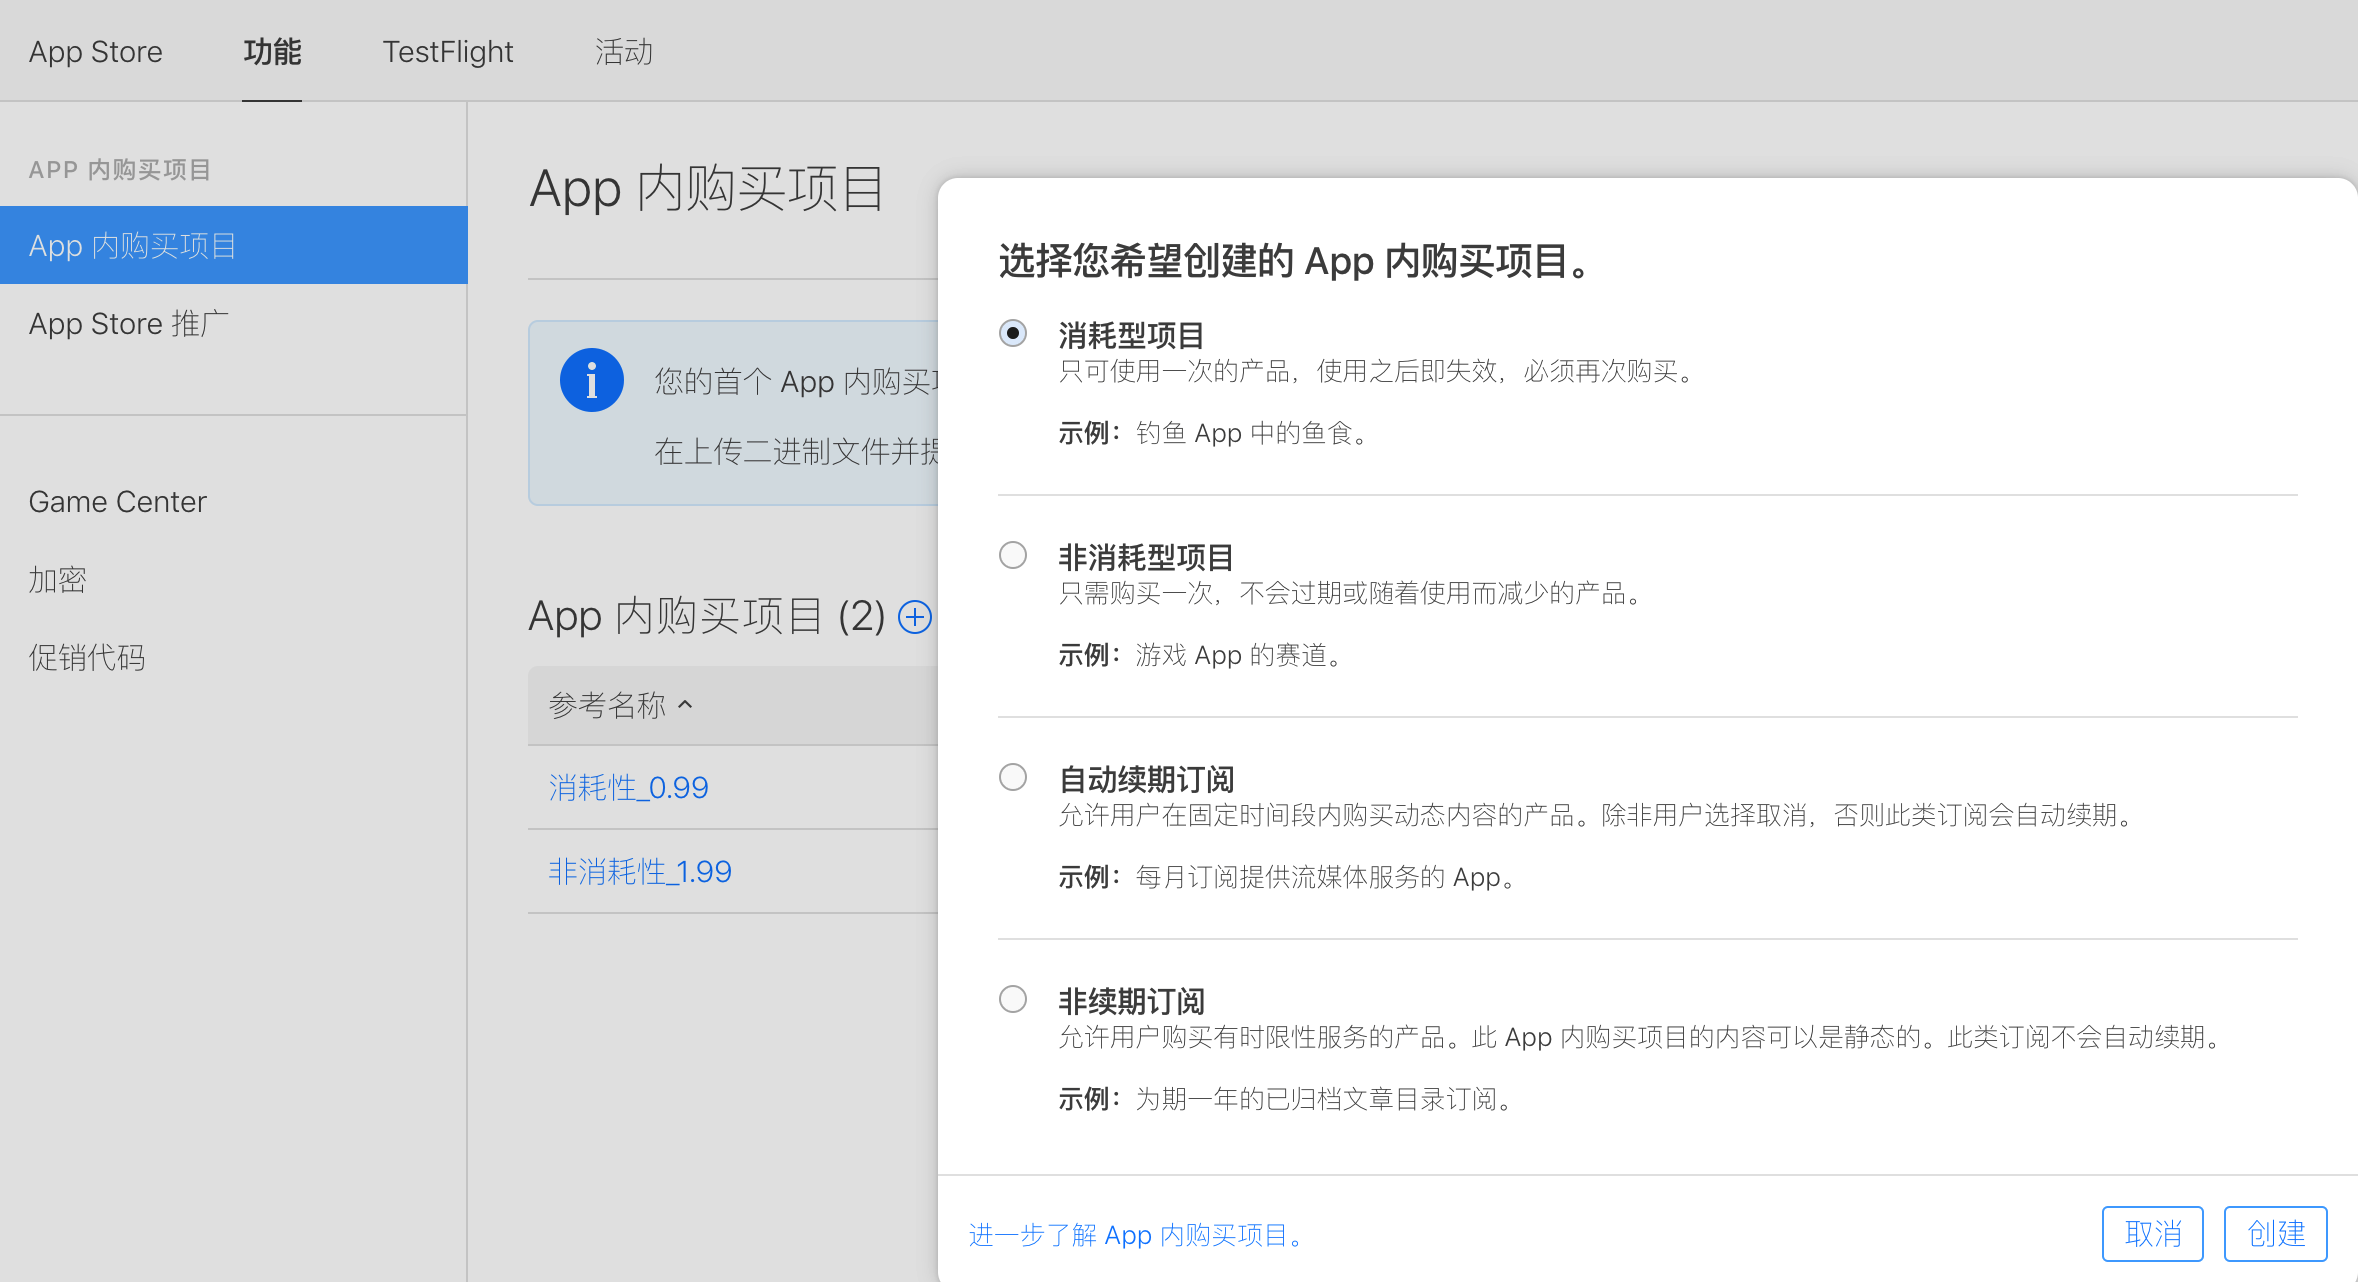 App Store
功能
TestFlight
活动
APP 内购买项目
App 内购买项目
App Store 推广
Game Center
加密
促销代码
App 内购买项目
您的首个 App 内购买
在上传二进制文件并
App 内购买项目 (2)
参考名称
消耗性_0.99
非消耗性_1.99
选择您希望创建的 App 内购买项目。
消耗型项目
只可使用一次的产品，使用之后即失效，必须再次购买。
示例：钓鱼 App 中的鱼食。
非消耗型项目
只需购买一次，不会过期或随着使用而减少的产品。
示例：游戏 App 的赛道。
自动续期订阅
允许用户在固定时间段内购买动态内容的产品。除非用户选择取消，否则此类订阅会自动续期。
示例：每月订阅提供流媒体服务的 App。
非续期订阅
允许用户购买有时限性服务的产品。此 App 内购买项目的内容可以是静态的。此类订阅不会自动续期。
示例：为期一年的已归档文章目录订阅。
进一步了解 App 内购买项目。
取消
创建